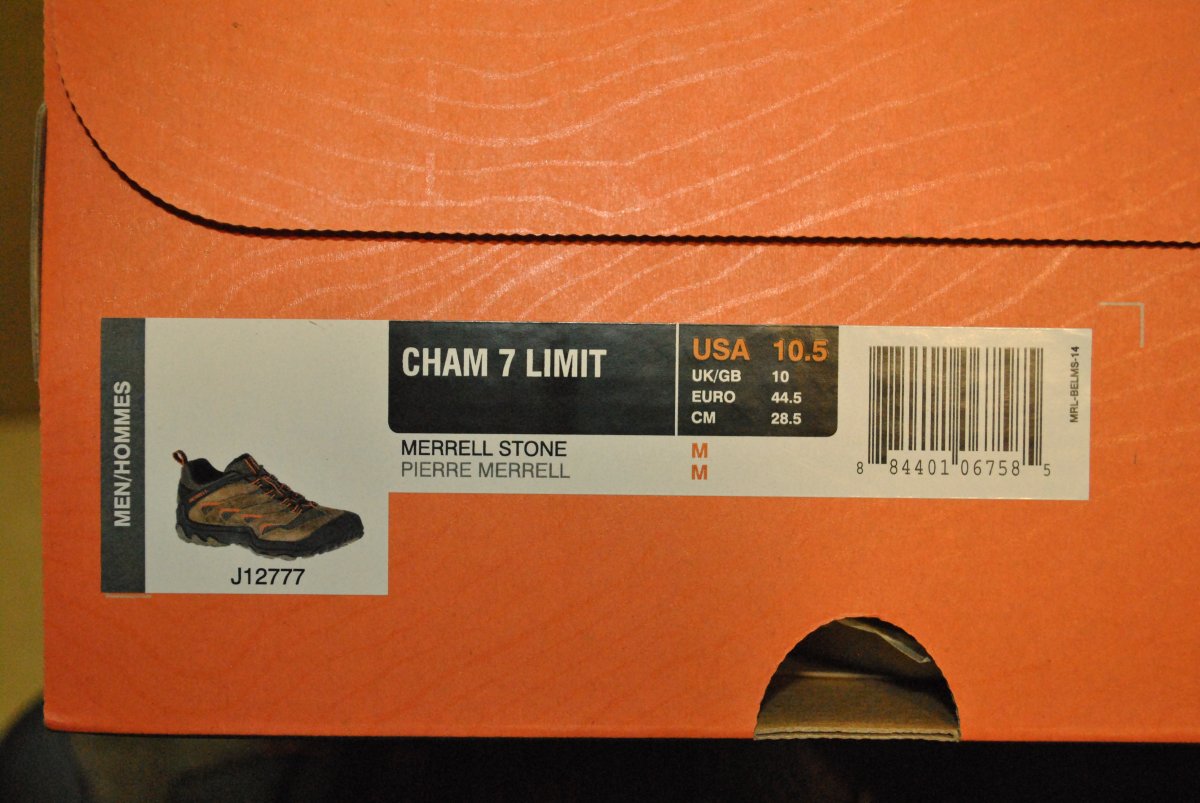 MEN/HOMMES
J12777
CHAM 7 LIMIT
MERRELL STONE
PIERRE MERRELL
USA 10.5
UK/GB 10
EURO 44.5
CM 28.5
M
M
8 84401 06758 5
MRL-BELMS-14